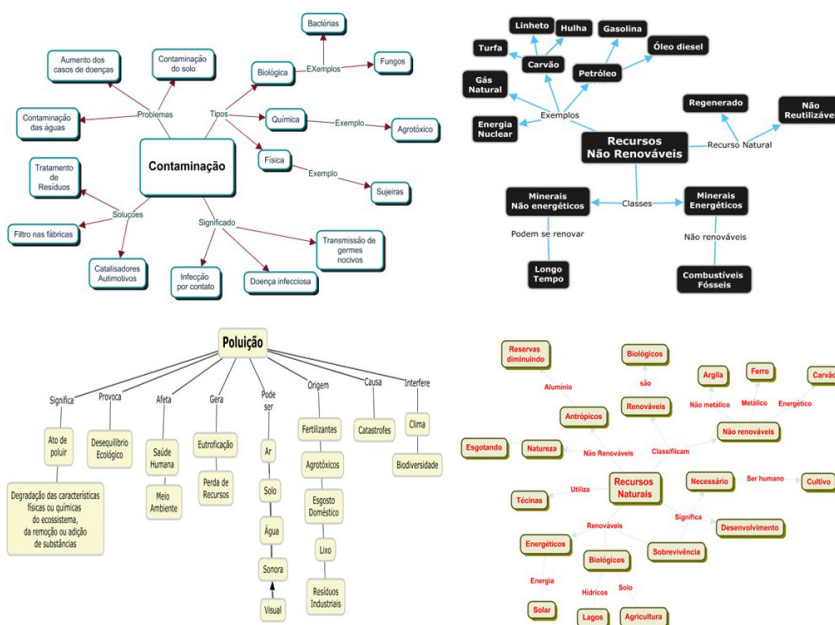 Bactérias
Aumento dos
casos de doenças
Contaminação
do solo
Biológica
EXemplos
Fungos
Contaminação
das águas
Problemas
Tipos
Química
Exemplo
Agrotóxico
Contaminação
Física
Exemplo
Sujeiras
Tratamento
de
Resíduos
Soluções
Significado
Filtro nas fábricas
Catalisadores
Autimotivos
Infecção
por contato
Doença infecciosa
Transmissão de
germes
nocivos
Linheto
Hulha
Gasolina
Turfa
Carvão
Petróleo
Óleo diesel
Gás
Natural
Exemplos
Energia
Nuclear
Regenerado
Não
Reutilizável
Recursos
Não Renováveis
Recurso Natural
Minerais
Não energéticos
Classes
Minerais
Energéticos
Podem se renovar
Não renováveis
Longo
Tempo
Combustíveis
Fósseis
Poluição
Significa
Provoca
Afeta
Gera
Pode
ser
Origem
Causa
Interfere
Ato de
poluir
Desequilíbrio
Ecológico
Saúde
Humana
Eutroficação
Ar
Fertilizantes
Catastrofes
Clima
Degradação das características
físicas ou químicas
do ecossistema,
da remoção ou adição
de substâncias
Meio
Ambiente
Perda de
Recursos
Solo
Agrotóxicos
Biodiversidade
Água
Esgosto
Doméstico
Sonora
Lixo
Visual
Resíduos
Industriais
Reservas
diminuindo
Biológicos
Argila
Ferro
Carvão
Alumínio
são
Não metálico
Metálico
Energético
Antrópicos
Renováveis
Não renováveis
Esgotando
Natureza
Não Renováveis
Classifiicam
Recursos
Naturais
Necessário
Ser humano
Cultivo
Técinas
Utiliza
Significa
Desenvolvimento
Renováveis
Energéticos
Biológicos
Sobrevivência
Energia
Hídricos
Solo
Solar
Lagos
Agricultura